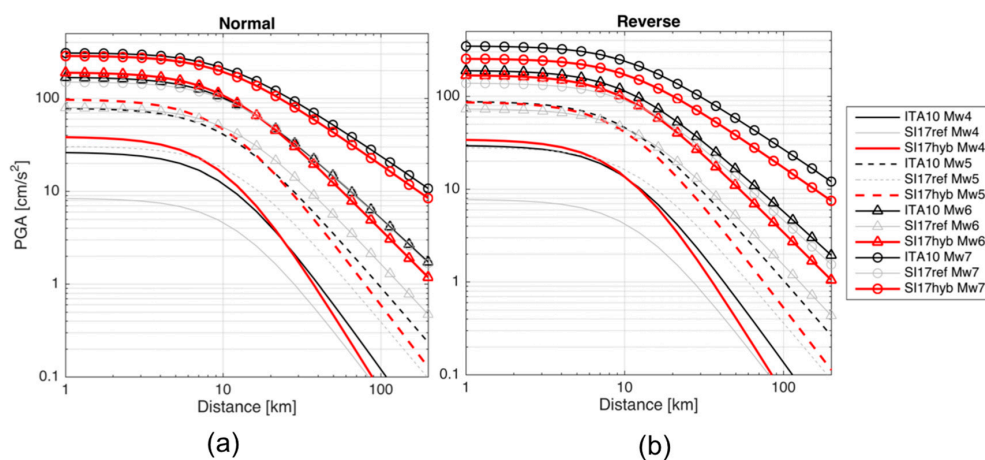 Normal
Reverse
PGA [cm/s²]
100
10
1
0.1
1
10
100
Distance [km]
100
10
1
0.1
1
10
100
Distance [km]
ITA10 Mw4
SI17ref Mw4
SI17hyb Mw4
ITA10 Mw5
SI17ref Mw5
SI17hyb Mw5
ITA10 Mw6
SI17ref Mw6
SI17hyb Mw6
ITA10 Mw7
SI17ref Mw7
SI17hyb Mw7
(a)
(b)